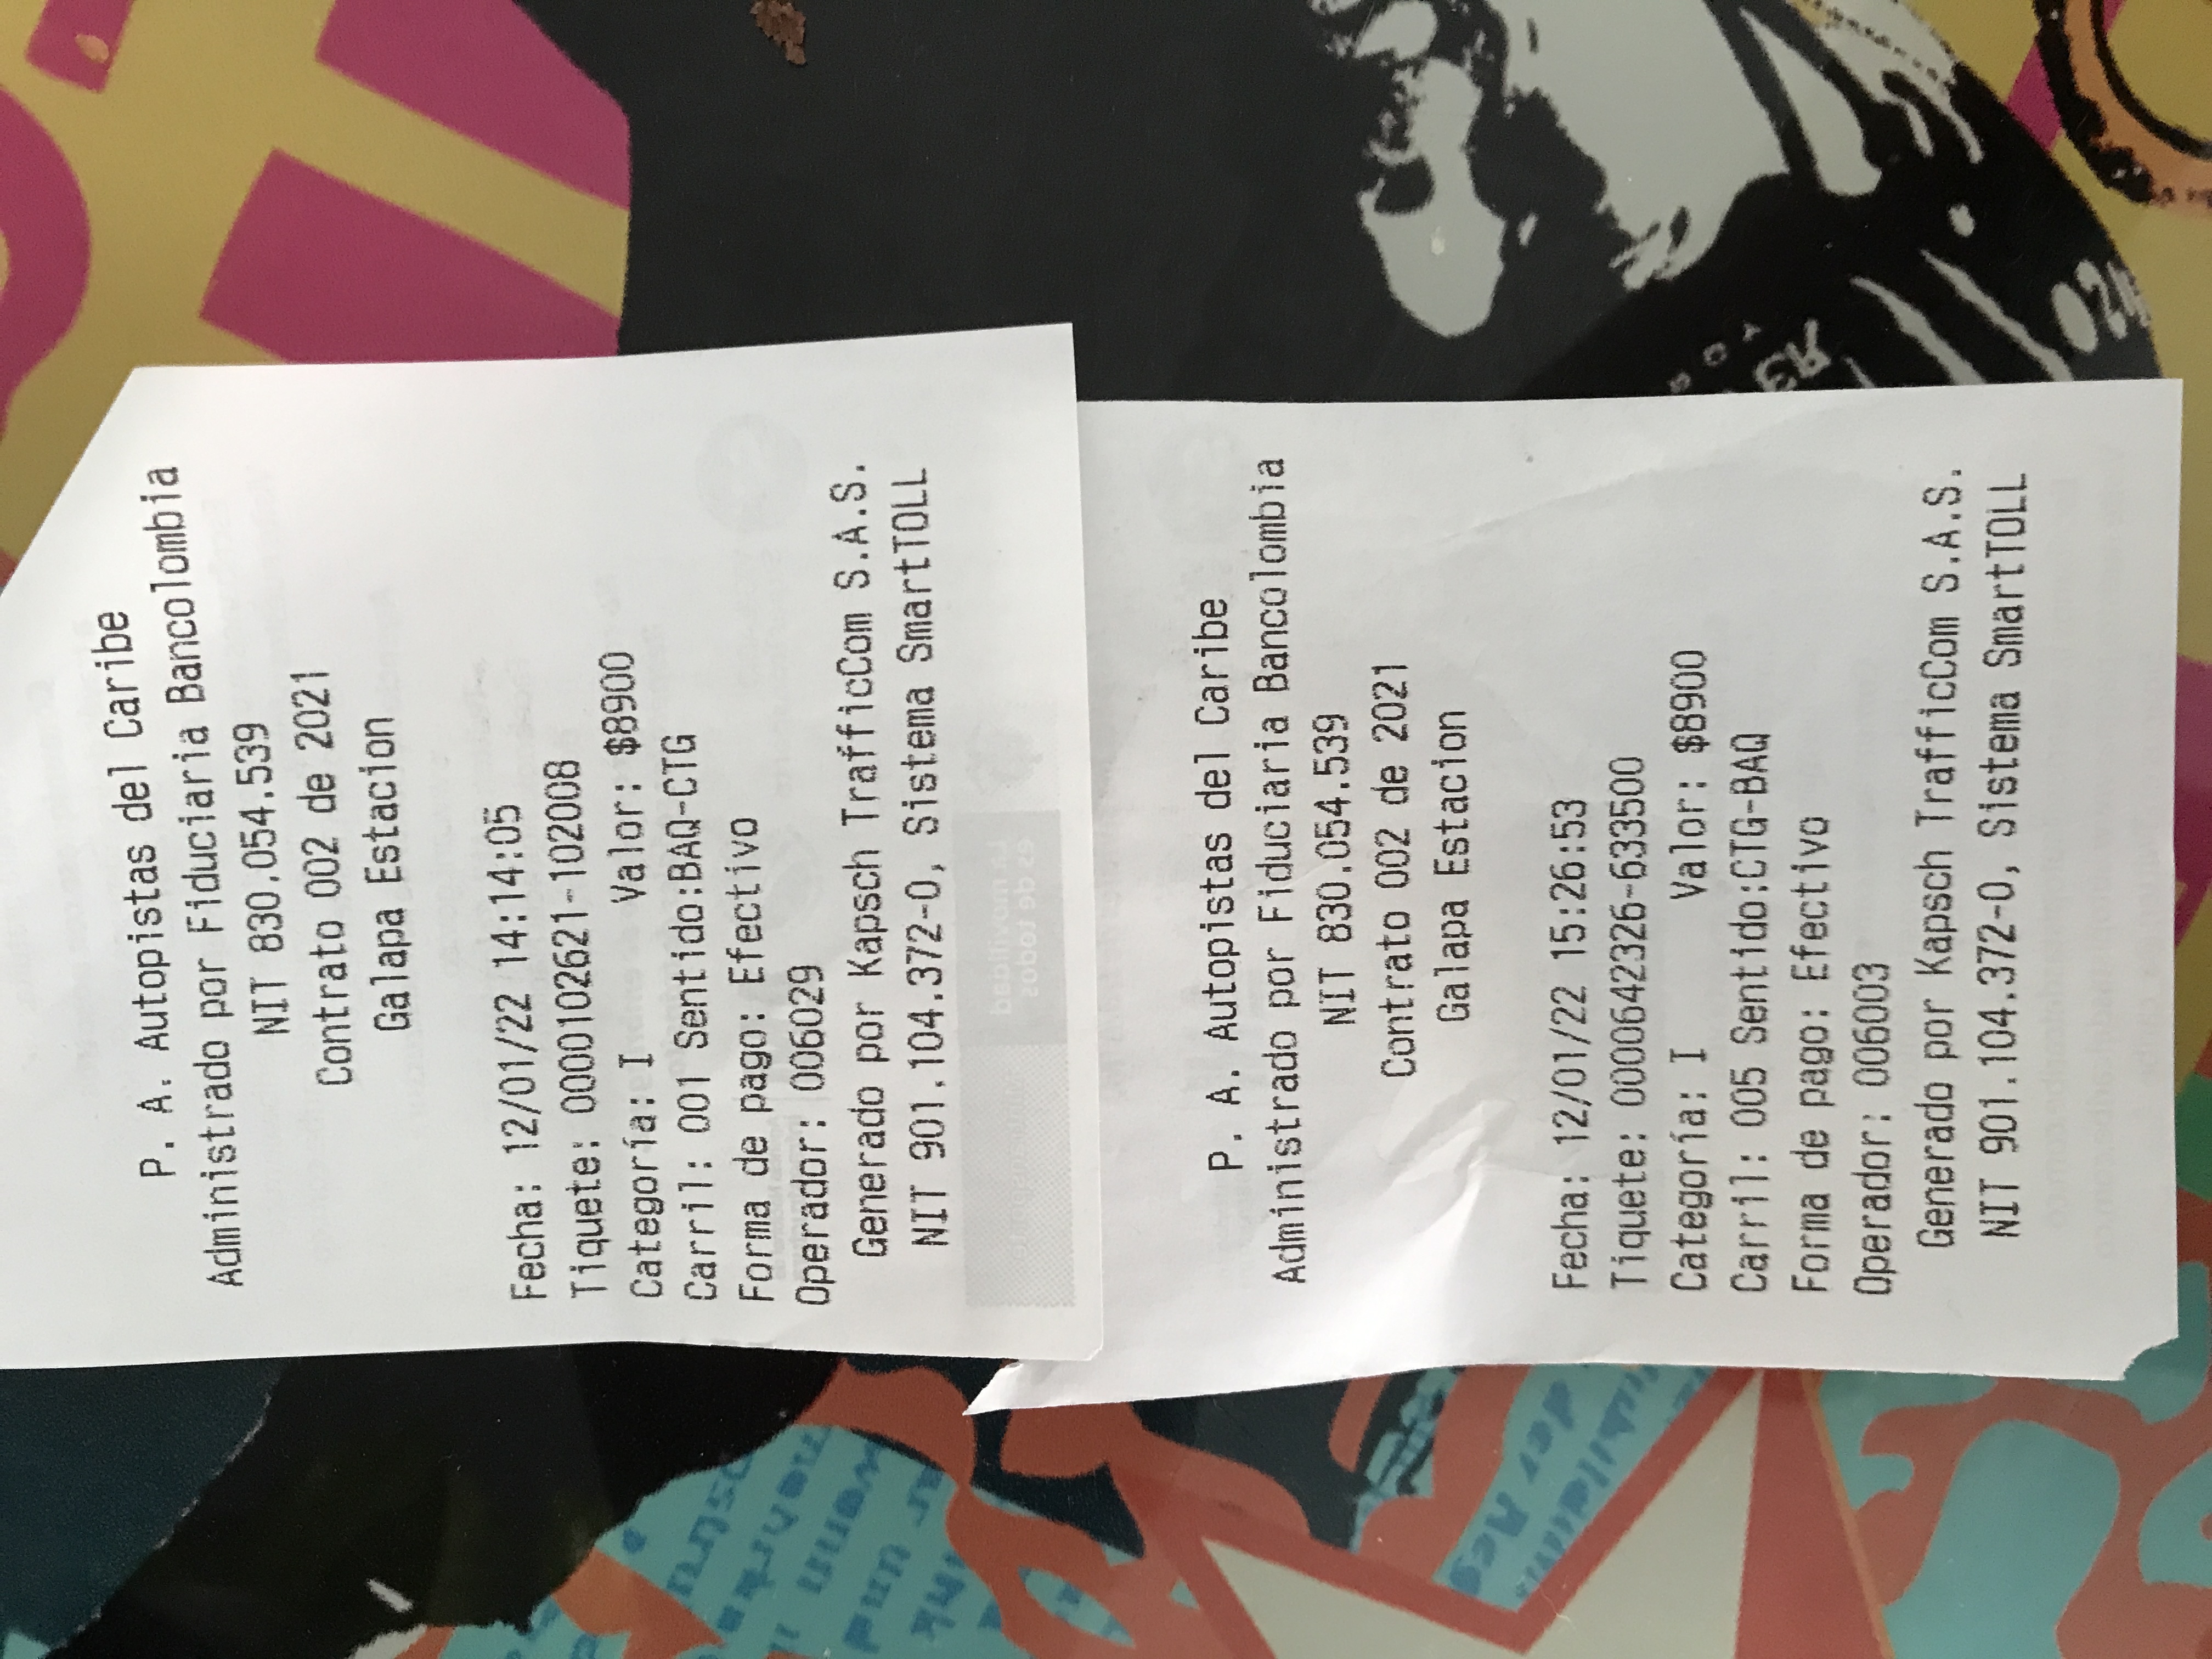 P. A. Autopistas del Caribe
Administrado por Fiduciaria Bancolombia
NIT 830.054.539
Contrato 002 de 2021
Galapa Estacion
Fecha: 12/01/22 14:14:05
Tiquete: 000010262​1-102008
Categoría: I Valor: $8900
Carril: 001 Sentido:BAQ-CTG
Forma de pago: Efectivo
Operador: 006029
Generado por Kapsch TrafficCom S.A.S.
NIT 901.104.372-0, Sistema SmartTOLL
P. A. Autopistas del Caribe
Administrado por Fiduciaria Bancolombia
NIT 830.054.539
Contrato 002 de 2021
Galapa Estacion
Fecha: 12/01/22 15:26:53
Tiquete: 0000642326-633500
Categoría: I Valor: $8900
Carril: 005 Sentido:CTG-BAQ
Forma de pago: Efectivo
Operador: 006003
Generado por Kapsch TrafficCom S.A.S.
NIT 901.104.372-0, Sistema SmartTOLL